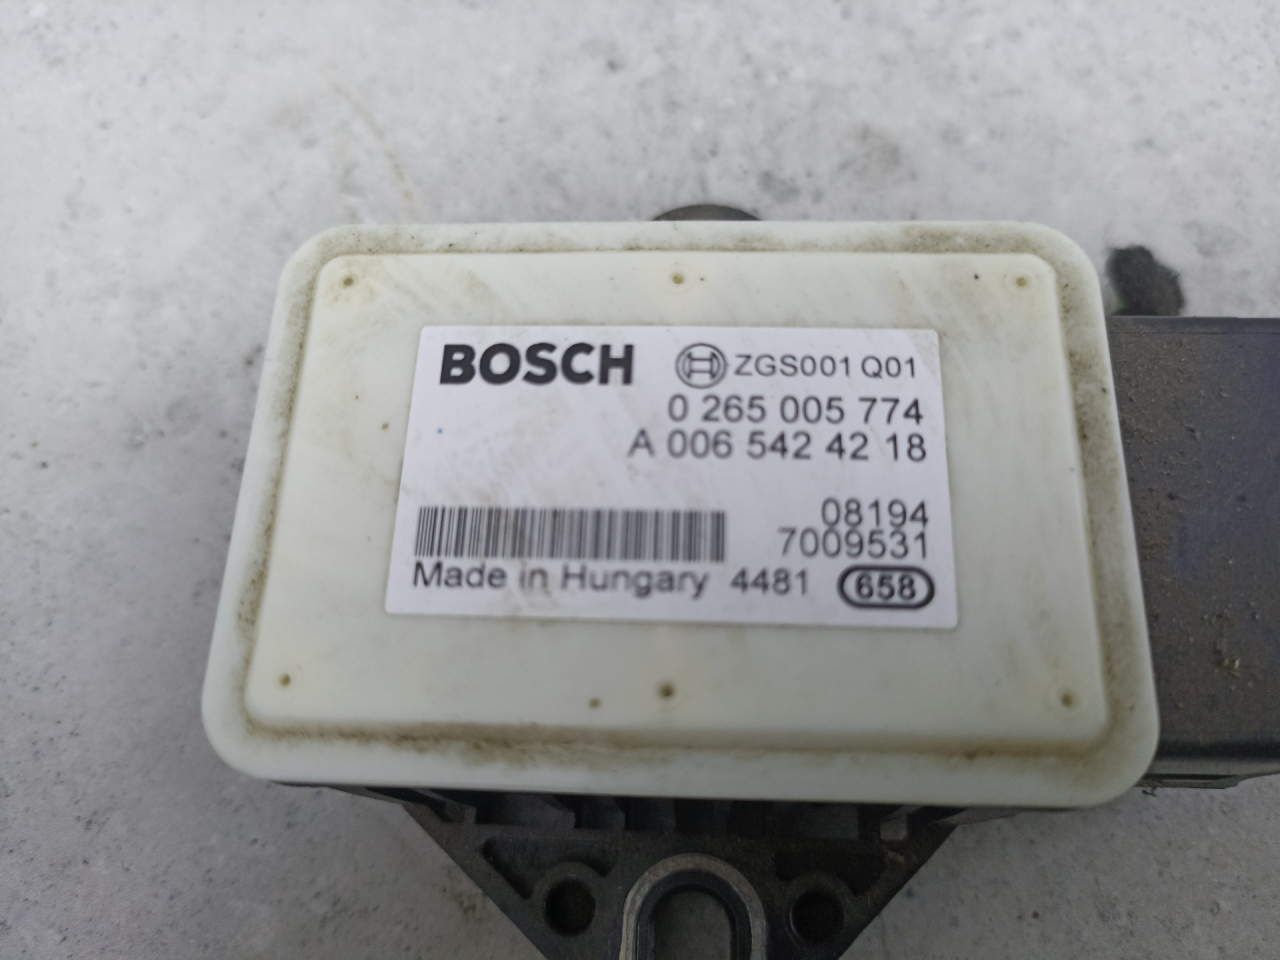 BOSCH ZGS001 Q01
0 265 005 774
A 006 542 42 18
08194
7009531
Made in Hungary 4481 658